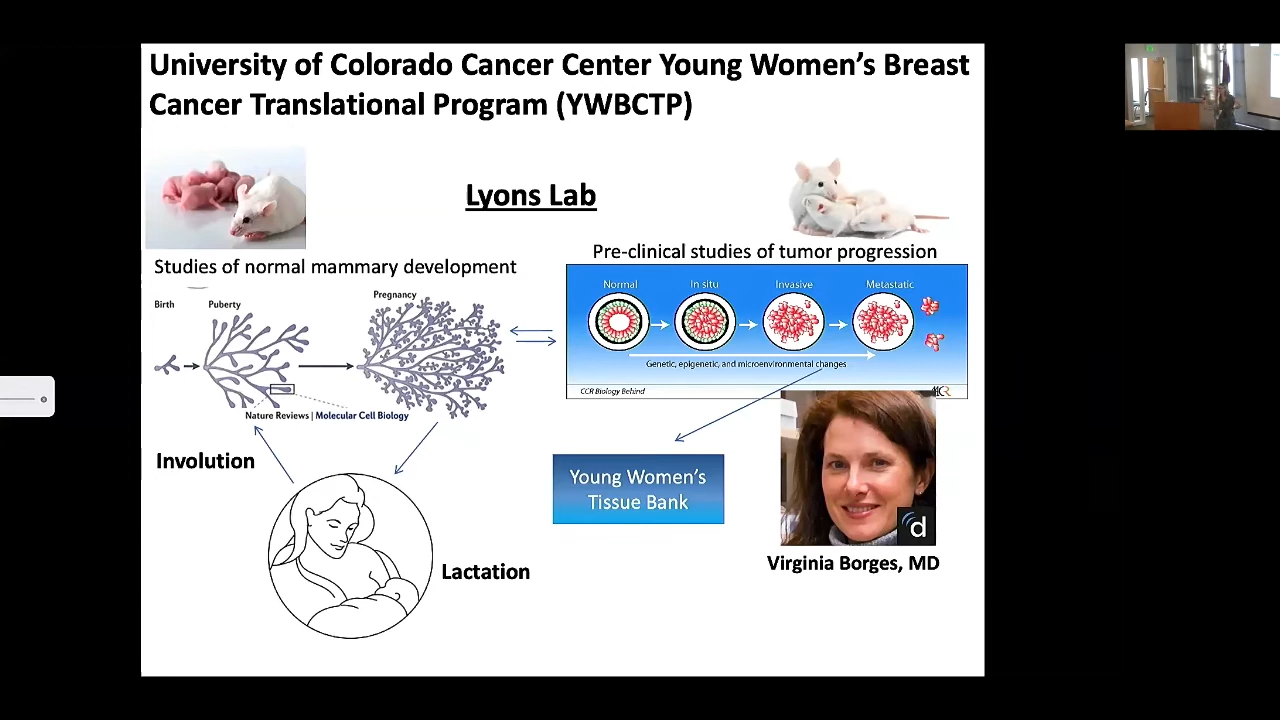 University of Colorado Cancer Center Young Women's Breast
Cancer Translational Program (YWBCTP)
Lyons Lab
Studies of normal mammary development
Birth
Puberty
Pregnancy
Nature Reviews | Molecular Cell Biology
Involution
Lactation
Pre-clinical studies of tumor progression
Normal
In situ
Invasive
Metastatic
Genetic, epigenetic, and microenvironmental changes
CCR Biology Behind
Young Women's
Tissue Bank
d
Virginia Borges, MD